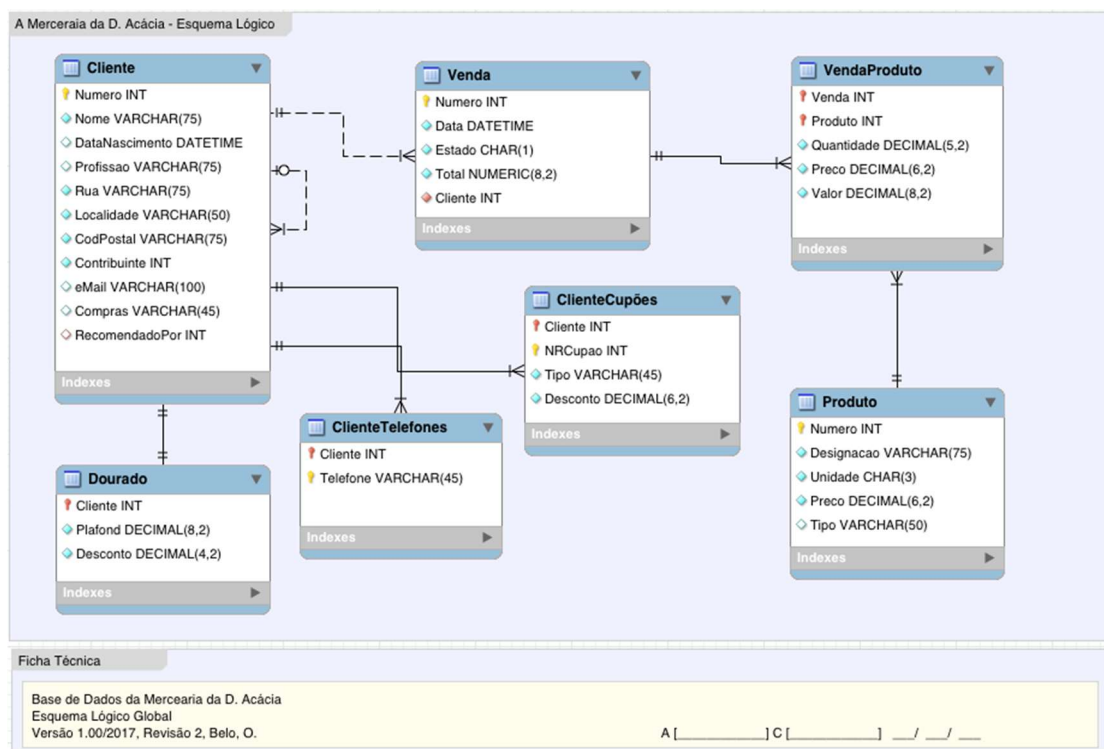 A Merceraia da D. Acácia - Esquema Lógico
Cliente
Numero INT
Nome VARCHAR(75)
DataNascimento DATETIME
Profissao VARCHAR(75)
Rua VARCHAR(75)
Localidade VARCHAR(50)
CodPostal VARCHAR(75)
Contribuinte INT
eMail VARCHAR(100)
Compras VARCHAR(45)
RecomendadoPor INT
Indexes
Venda
Numero INT
Data DATETIME
Estado CHAR(1)
Total NUMERIC(8,2)
Cliente INT
Indexes
VendaProduto
Venda INT
Produto INT
Quantidade DECIMAL(5,2)
Preco DECIMAL(6,2)
Valor DECIMAL(8,2)
Indexes
ClienteCupões
Cliente INT
NRCupao INT
Tipo VARCHAR(45)
Desconto DECIMAL(6,2)
Indexes
Dourado
Cliente INT
Plafond DECIMAL(8,2)
Desconto DECIMAL(4,2)
Indexes
ClienteTelefones
Cliente INT
Telefone VARCHAR(45)
Indexes
Produto
Numero INT
Designacao VARCHAR(75)
Unidade CHAR(3)
Preco DECIMAL(6,2)
Tipo VARCHAR(50)
Indexes
Ficha Técnica
Base de Dados da Mercearia da D. Acácia
Esquema Lógico Global
Versão 1.00/2017, Revisão 2, Belo, O.
A [____________] C [____________] ___/ ___/ ___